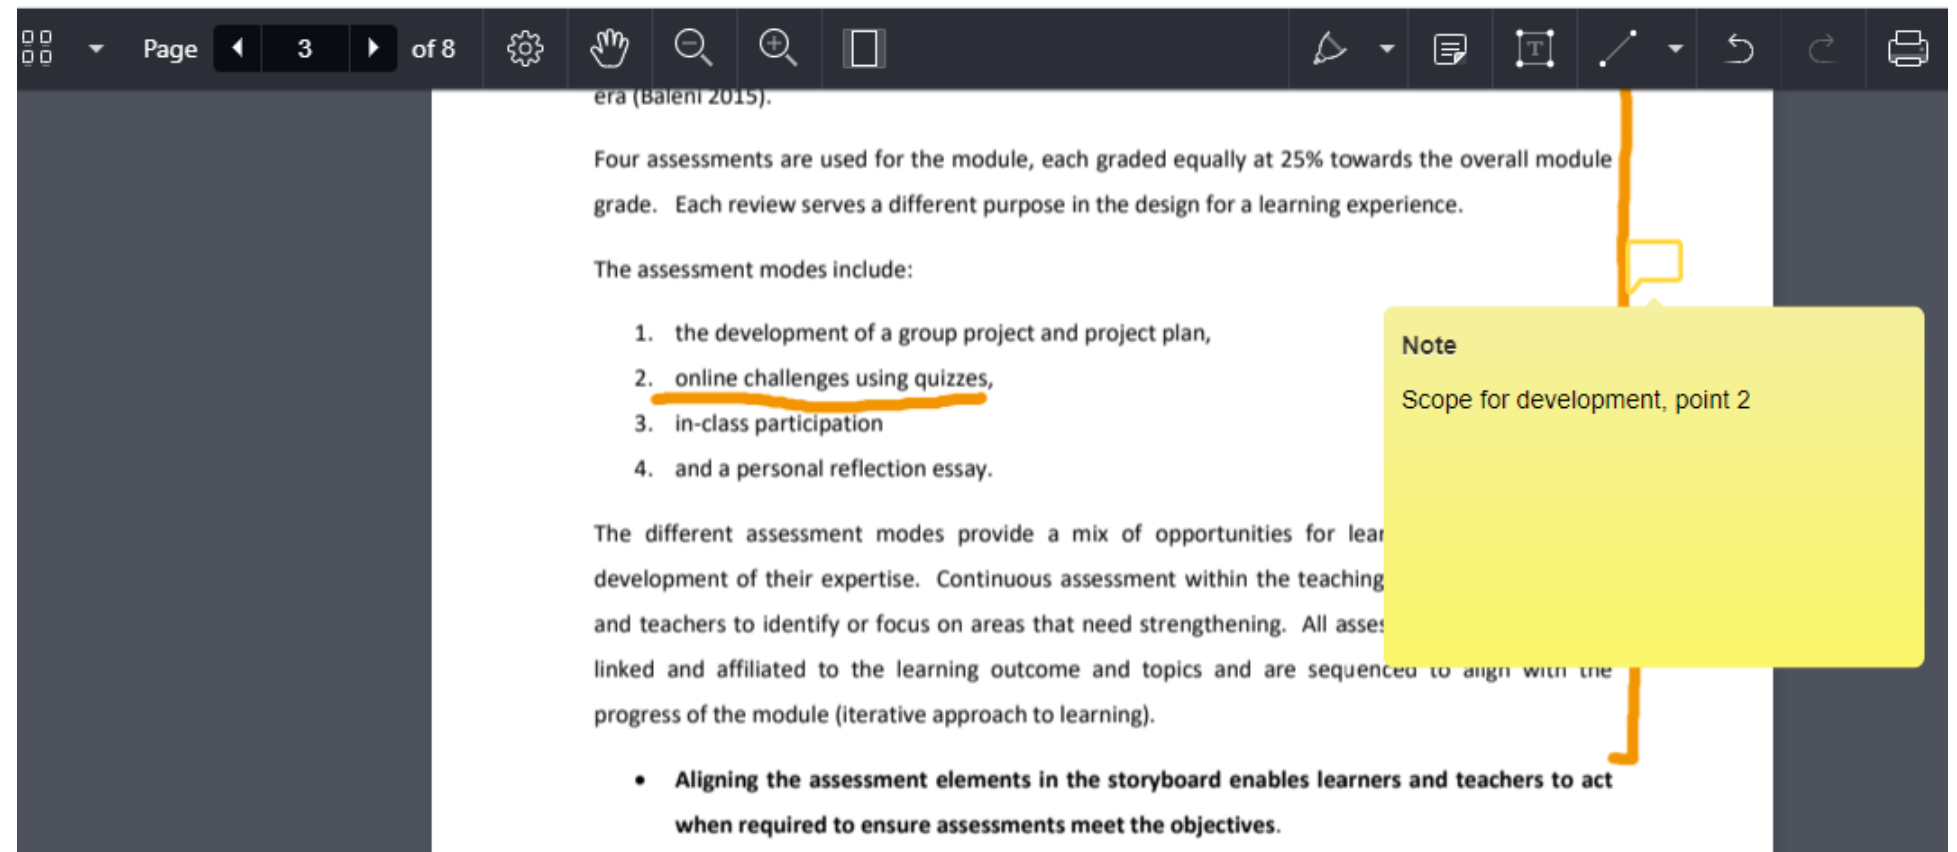 Page 3 of 8
era (Baleni 2015).
Four assessments are used for the module, each graded equally at 25% towards the overall module
grade. Each review serves a different purpose in the design for a learning experience.
The assessment modes include:
1. the development of a group project and project plan,
2. online challenges using quizzes,
3. in-class participation
4. and a personal reflection essay.
Note
Scope for development, point 2
The different assessment modes provide a mix of opportunities for
development of their expertise. Continuous assessment within the teaching
and teachers to identify or focus on areas that need strengthening. All
linked and affiliated to the learning outcome and topics and are sequenced to align with the
progress of the module (iterative approach to learning).
• Aligning the assessment elements in the storyboard enables learners and teachers to act
when required to ensure assessments meet the objectives.